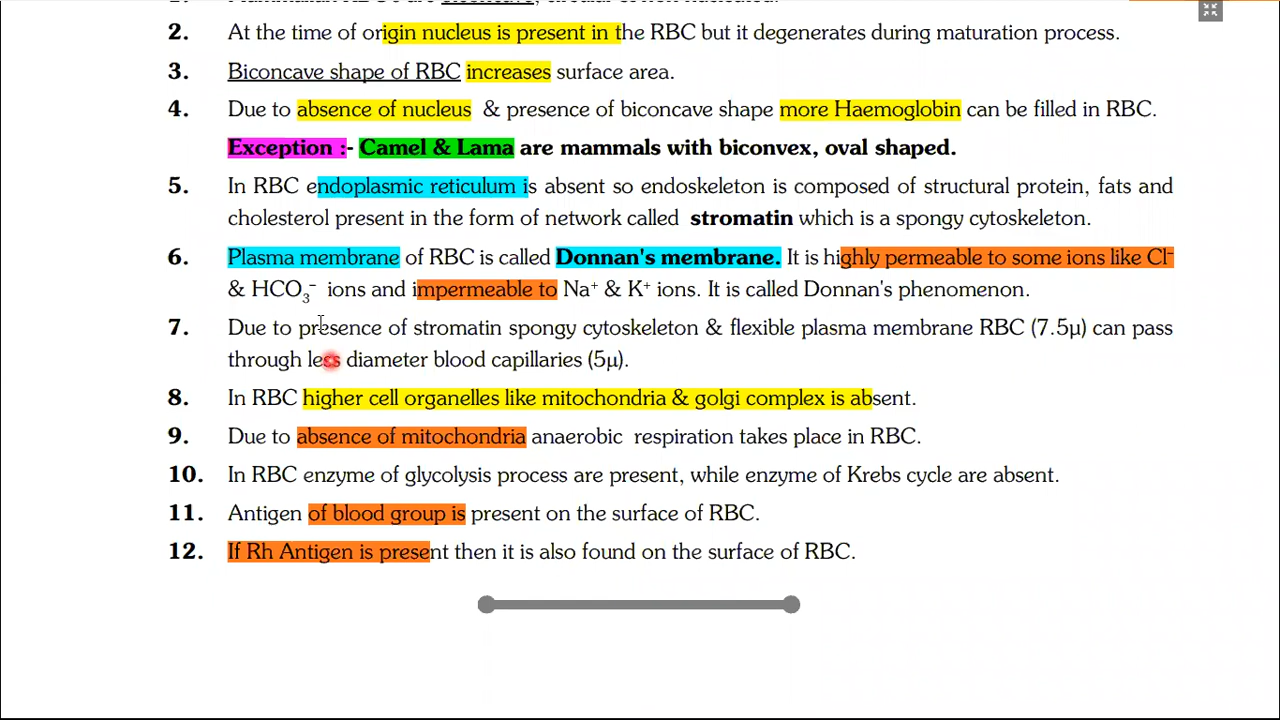 Mammalian RBCs are biconcave, circular & non nucleated.
2. At the time of origin nucleus is present in the RBC but it degenerates during maturation process.
3. Biconcave shape of RBC increases surface area.
4. Due to absence of nucleus & presence of biconcave shape more Haemoglobin can be filled in RBC.
Exception :- Camel & Lama are mammals with biconvex, oval shaped.
5. In RBC endoplasmic reticulum is absent so endoskeleton is composed of structural protein, fats and
cholesterol present in the form of network called stromatin which is a spongy cytoskeleton.
6. Plasma membrane of RBC is called Donnan's membrane. It is highly permeable to some ions like Cl⁻
& HCO₃⁻ ions and impermeable to Na⁺ & K⁺ ions. It is called Donnan's phenomenon.
7. Due to presence of stromatin spongy cytoskeleton & flexible plasma membrane RBC (7.5µ) can pass
through less diameter blood capillaries (5µ).
8. In RBC higher cell organelles like mitochondria & golgi complex is absent.
9. Due to absence of mitochondria anaerobic respiration takes place in RBC.
10. In RBC enzyme of glycolysis process are present, while enzyme of Krebs cycle are absent.
11. Antigen of blood group is present on the surface of RBC.
12. If Rh Antigen is present then it is also found on the surface of RBC.